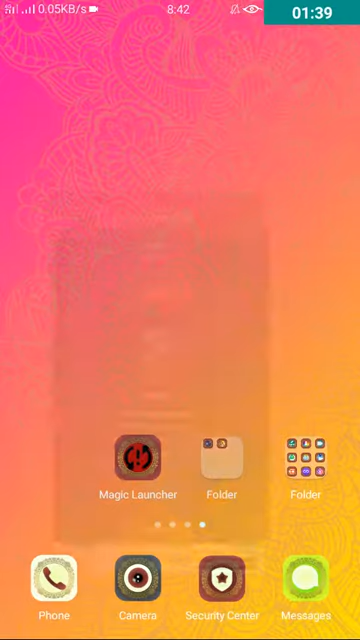 0.05KB/s 8:42 01:39
Magic Launcher Folder Folder
Phone Camera Security Center Messages